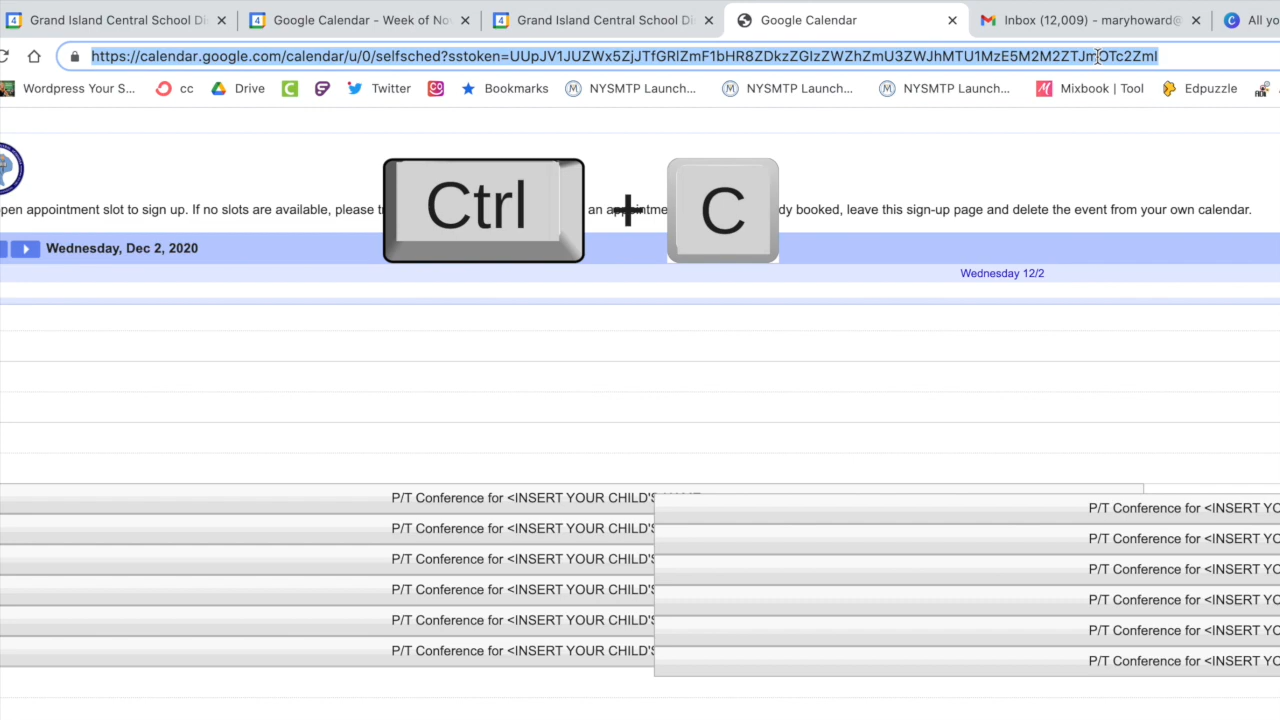 Grand Island Central School Di
Google Calendar - Week of Nov
Grand Island Central School Di
Google Calendar
Inbox (12,009) - maryhoward@
All yo
https://calendar.google.com/calendar/u/0/selfsched?sstoken=UUpJV1JUZWx5ZjJTfGRlZmF1bHR8ZDkzZGIzZWZhZmU3ZWJhMTU1MzE5M2M2ZTJmOTc2ZmI
Wordpress Your S...
cc
Drive
Twitter
Bookmarks
NYSMTP Launch...
NYSMTP Launch...
NYSMTP Launch...
Mixbook | Tool
Edpuzzle
Ctrl + C
open appointment slot to sign up. If no slots are available, please an appointme dy booked, leave this sign-up page and delete the event from your own calendar.
Wednesday, Dec 2, 2020
Wednesday 12/2
P/T Conference for <INSERT YOUR CHILD'S
P/T Conference for <INSERT YO
P/T Conference for <INSERT YOUR CHILD'S
P/T Conference for <INSERT YO
P/T Conference for <INSERT YOUR CHILD'S
P/T Conference for <INSERT YO
P/T Conference for <INSERT YOUR CHILD'S
P/T Conference for <INSERT YO
P/T Conference for <INSERT YOUR CHILD'S
P/T Conference for <INSERT YO
P/T Conference for <INSERT YOUR CHILD'S
P/T Conference for <INSERT YO